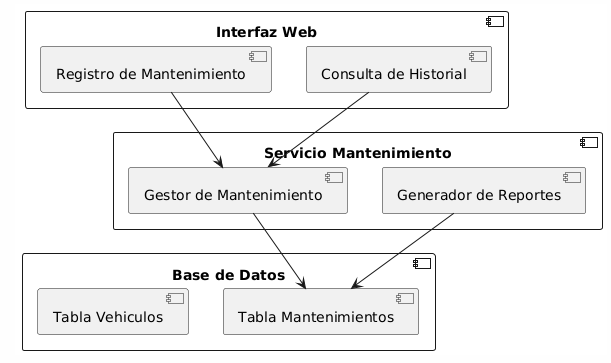 Interfaz Web
Registro de Mantenimiento
Consulta de Historial
Servicio Mantenimiento
Gestor de Mantenimiento
Generador de Reportes
Base de Datos
Tabla Vehiculos
Tabla Mantenimientos